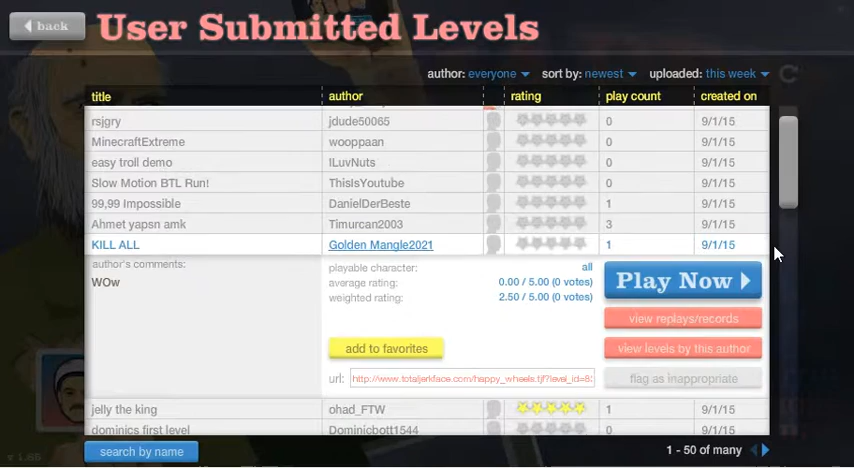 back
User Submitted Levels
author: everyone sort by: newest uploaded: this week
title author rating play count created on
rsjgry jdude50065 0 9/1/15
MinecraftExtreme wooppaan 0 9/1/15
easy troll demo !LuvNuts 0 9/1/15
Slow Motion BTL Run! ThisIsYoutube 0 9/1/15
99,99 Impossible DanielDerBeste 1 9/1/15
Ahmet yapsn amk Timurcan2003 3 9/1/15
KILL ALL Golden Mangle2021 1 9/1/15
author's comments:
WOw
playable character: all
average rating: 0.00 / 5.00 (0 votes)
weighted rating: 2.50 / 5.00 (0 votes)
Play Now
view replays/records
add to favorites
view levels by this author
url: http://www.totaljerkface.com/happy_wheels.tjf?level_id=8
flag as inappropriate
jelly the king ohad_FTW 1 9/1/15
dominics first level Dominicbott1544 0 9/1/15
search by name
1 - 50 of many